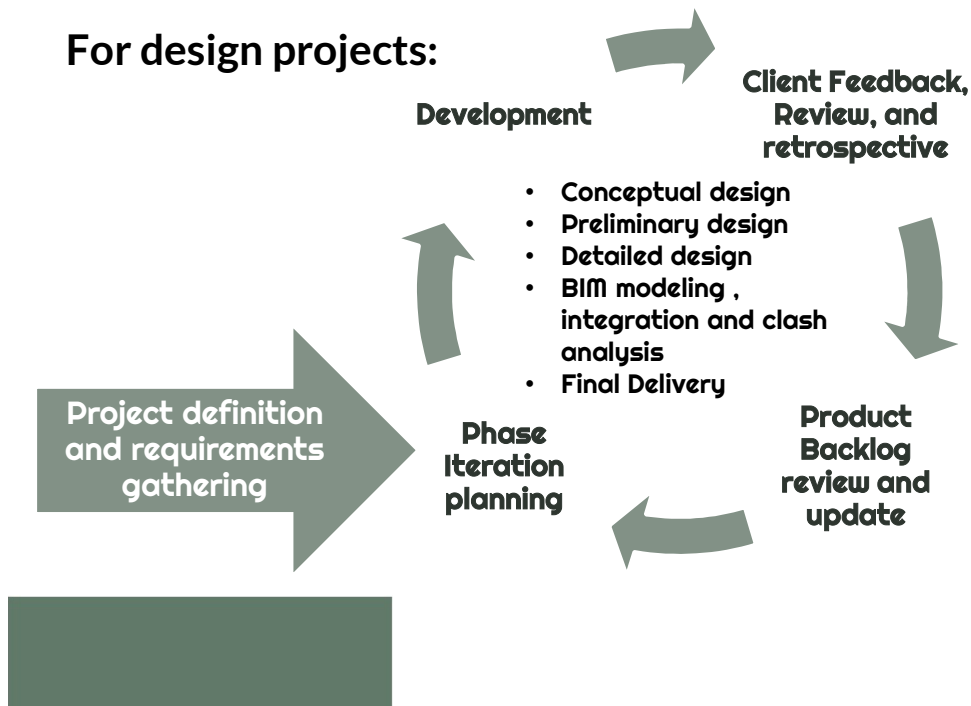 For design projects:
Development
Client Feedback,
Review, and
retrospective
• Conceptual design
• Preliminary design
• Detailed design
• BIM modeling ,
integration and clash
analysis
• Final Delivery
Project definition
and requirements
gathering
Phase
Iteration
planning
Product
Backlog
review and
update